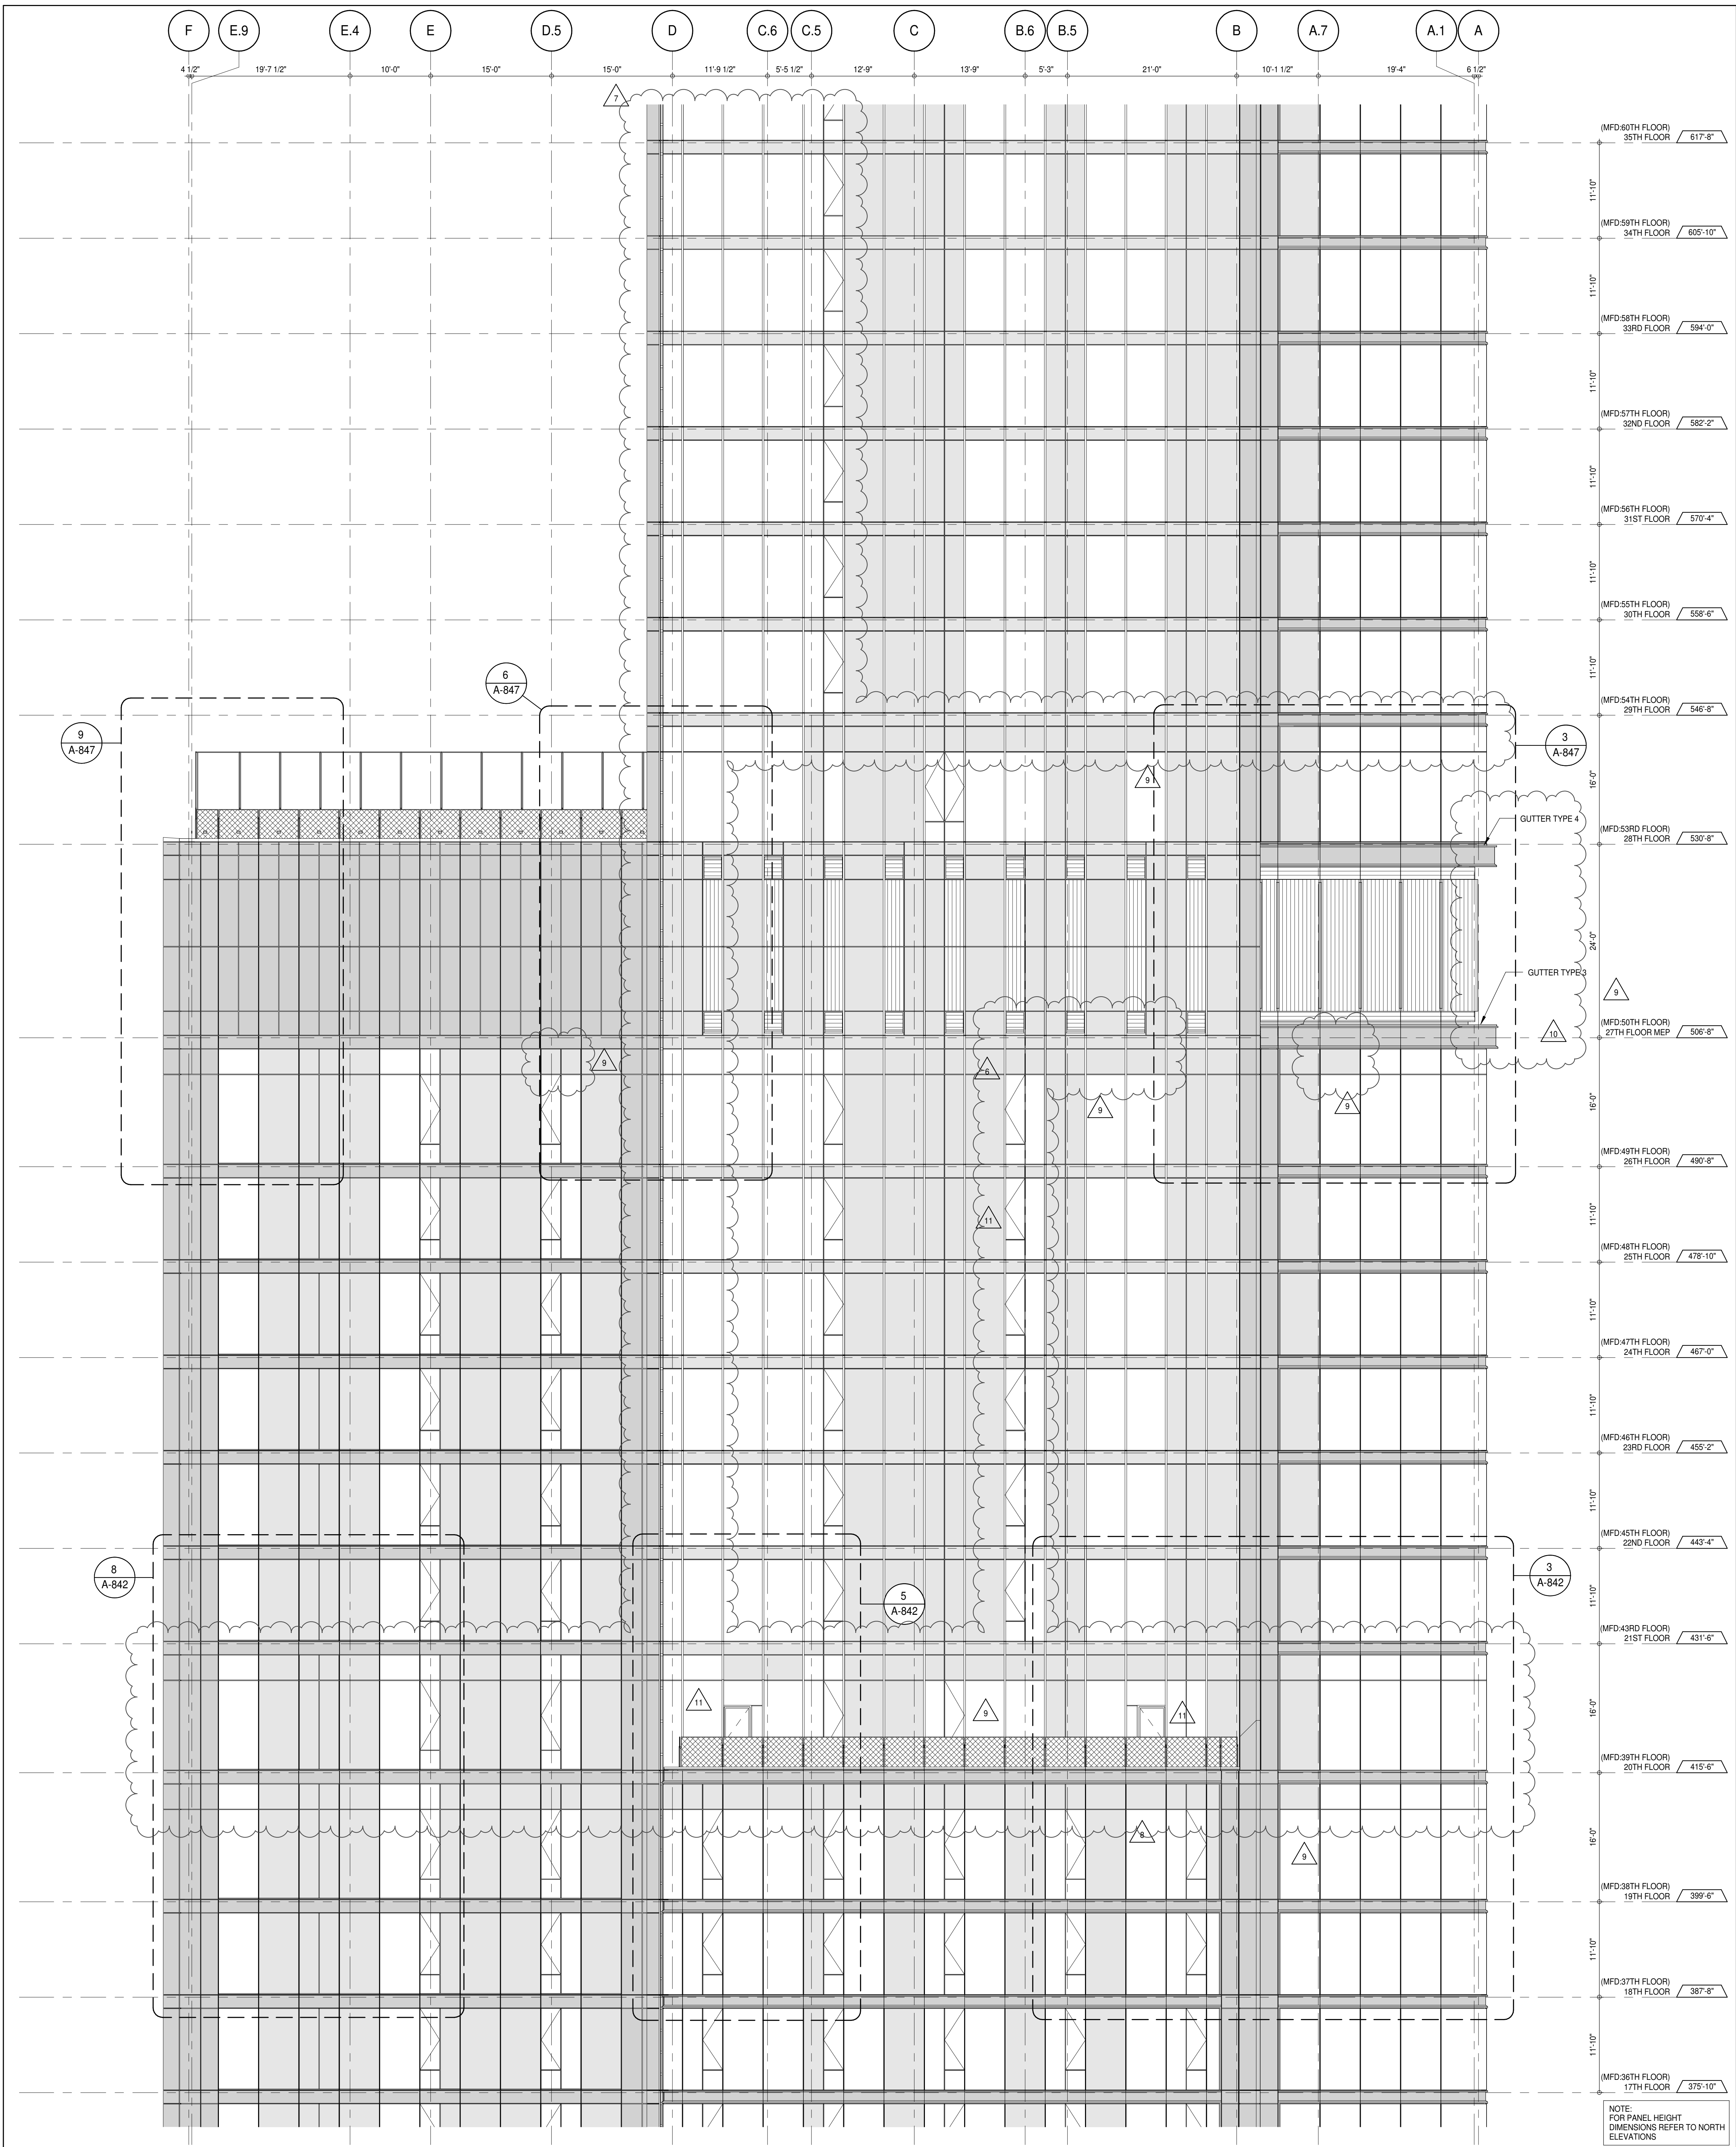 F
E.9
E.4
E
D.5
D
C.6
C.5
C
B.6
B.5
B
A.7
A.1
A
4 1/2"
19'-7 1/2"
10'-0"
15'-0"
15'-0"
11'-9 1/2"
5'-5 1/2"
12'-9"
13'-9"
5'-3"
21'-0"
10'-1 1/2"
19'-4"
6 1/2"
7
(MFD:60TH FLOOR)
35TH FLOOR 617'-8"
11'-10"
(MFD:59TH FLOOR)
34TH FLOOR 605'-10"
11'-10"
(MFD:58TH FLOOR)
33RD FLOOR 594'-0"
11'-10"
(MFD:57TH FLOOR)
32ND FLOOR 582'-2"
11'-10"
(MFD:56TH FLOOR)
31ST FLOOR 570'-4"
11'-10"
(MFD:55TH FLOOR)
30TH FLOOR 558'-6"
11'-10"
6
A-847
(MFD:54TH FLOOR)
29TH FLOOR 546'-8"
9
A-847
3
A-847
9
16'-0"
GUTTER TYPE 4
(MFD:53RD FLOOR)
28TH FLOOR 530'-8"
24'-0"
GUTTER TYPE 3
9
10
(MFD:50TH FLOOR)
27TH FLOOR MEP 506'-8"
9
6
9
9
16'-0"
(MFD:49TH FLOOR)
26TH FLOOR 490'-8"
11
11'-10"
(MFD:48TH FLOOR)
25TH FLOOR 478'-10"
11'-10"
(MFD:47TH FLOOR)
24TH FLOOR 467'-0"
11'-10"
(MFD:46TH FLOOR)
23RD FLOOR 455'-2"
11'-10"
(MFD:45TH FLOOR)
22ND FLOOR 443'-4"
8
A-842
5
A-842
3
A-842
11'-10"
(MFD:43RD FLOOR)
21ST FLOOR 431'-6"
11
9
11
16'-0"
(MFD:39TH FLOOR)
20TH FLOOR 415'-6"
8
9
16'-0"
(MFD:38TH FLOOR)
19TH FLOOR 399'-6"
11'-10"
(MFD:37TH FLOOR)
18TH FLOOR 387'-8"
11'-10"
(MFD:36TH FLOOR)
17TH FLOOR 375'-10"
NOTE:
FOR PANEL HEIGHT
DIMENSIONS REFER TO NORTH
ELEVATIONS